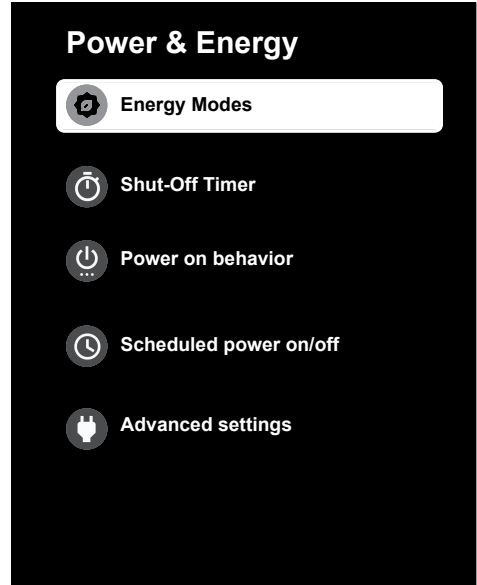 Power & Energy
Energy Modes
Shut-Off Timer
Power on behavior
Scheduled power on/off
Advanced settings